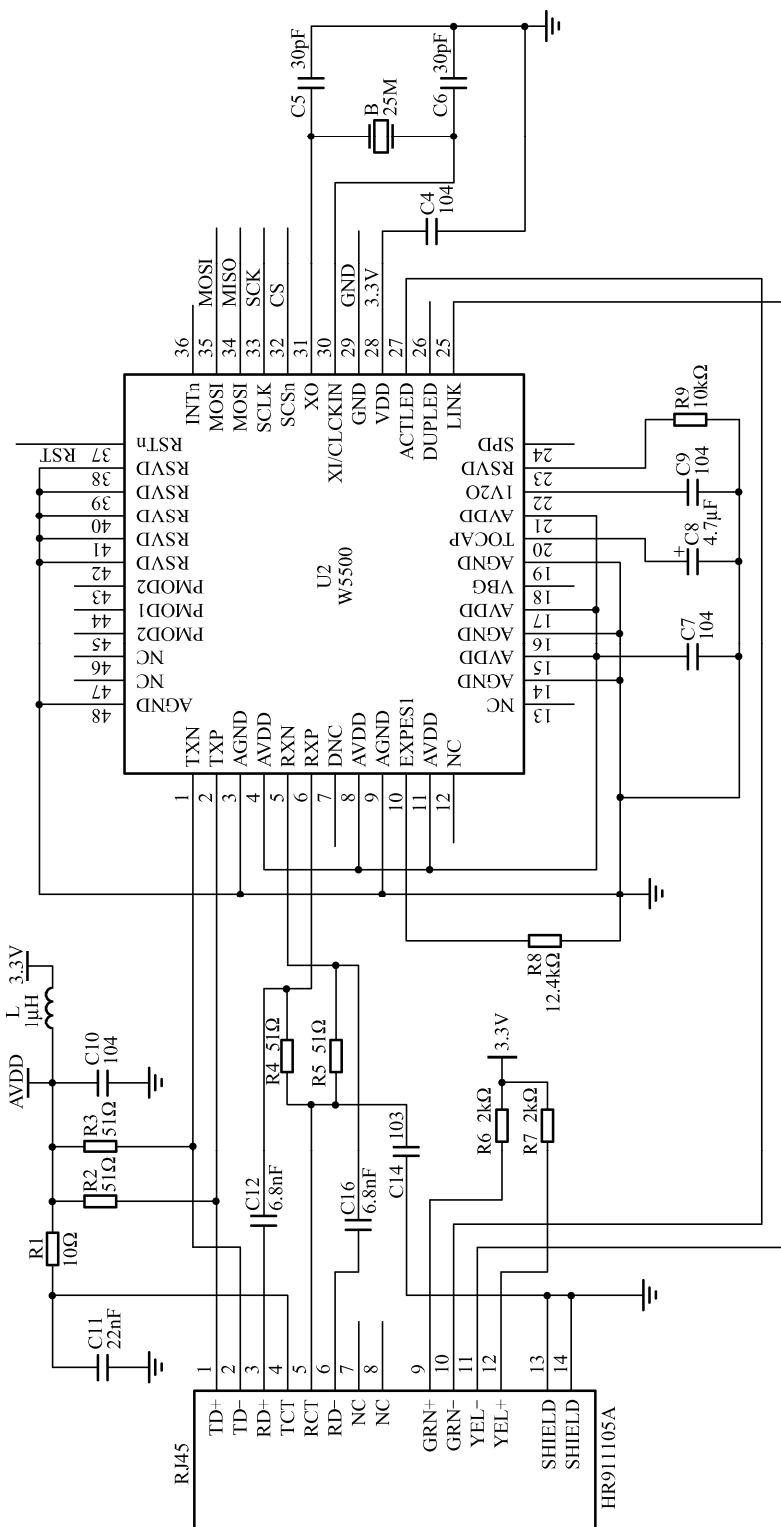 30pF
C5
30pF
C6
B
25M
C4
104
MOSI
MISO
SCK
CS
GND
3.3V
36
35
34
33
32
31
30
29
28
27
26
25
INTn
MOSI
MOSI
SCLK
SCSn
XO
XI/CLCKIN
GND
VDD
ACTLED
DUPLED
LINK
RST
37
38
39
40
41
42
43
44
45
46
47
48
RSTn
RSVD
RSVD
RSVD
RSVD
RSVD
PMOD2
PMOD1
PMOD2
NC
NC
AGND
U2
W5500
SPD
RSVD
1V2O
AVDD
TOCAP
AGND
VBG
AVDD
AGND
AVDD
AGND
NC
24
23
22
21
20
19
18
17
16
15
14
13
R9
10kΩ
C9
104
+
C8
4.7μF
C7
104
TXN
TXP
AGND
AVDD
RXN
RXP
DNC
AVDD
AGND
EXPES1
AVDD
NC
1
2
3
4
5
6
7
8
9
10
11
12
R8
12.4kΩ
3.3V
L
1μH
AVDD
C10
104
R3
51Ω
R2
51Ω
R1
10Ω
C11
22nF
R4 51Ω
R5 51Ω
C12
6.8nF
C16
6.8nF
103
C14
3.3V
R6 2kΩ
R7 2kΩ
1
2
3
4
5
6
7
8
9
10
11
12
13
14
TD+
TD-
RD+
TCT
RCT
RD-
NC
NC
GRN+
GRN-
YEL-
YEL+
SHIELD
SHIELD
RJ45
HR911105A